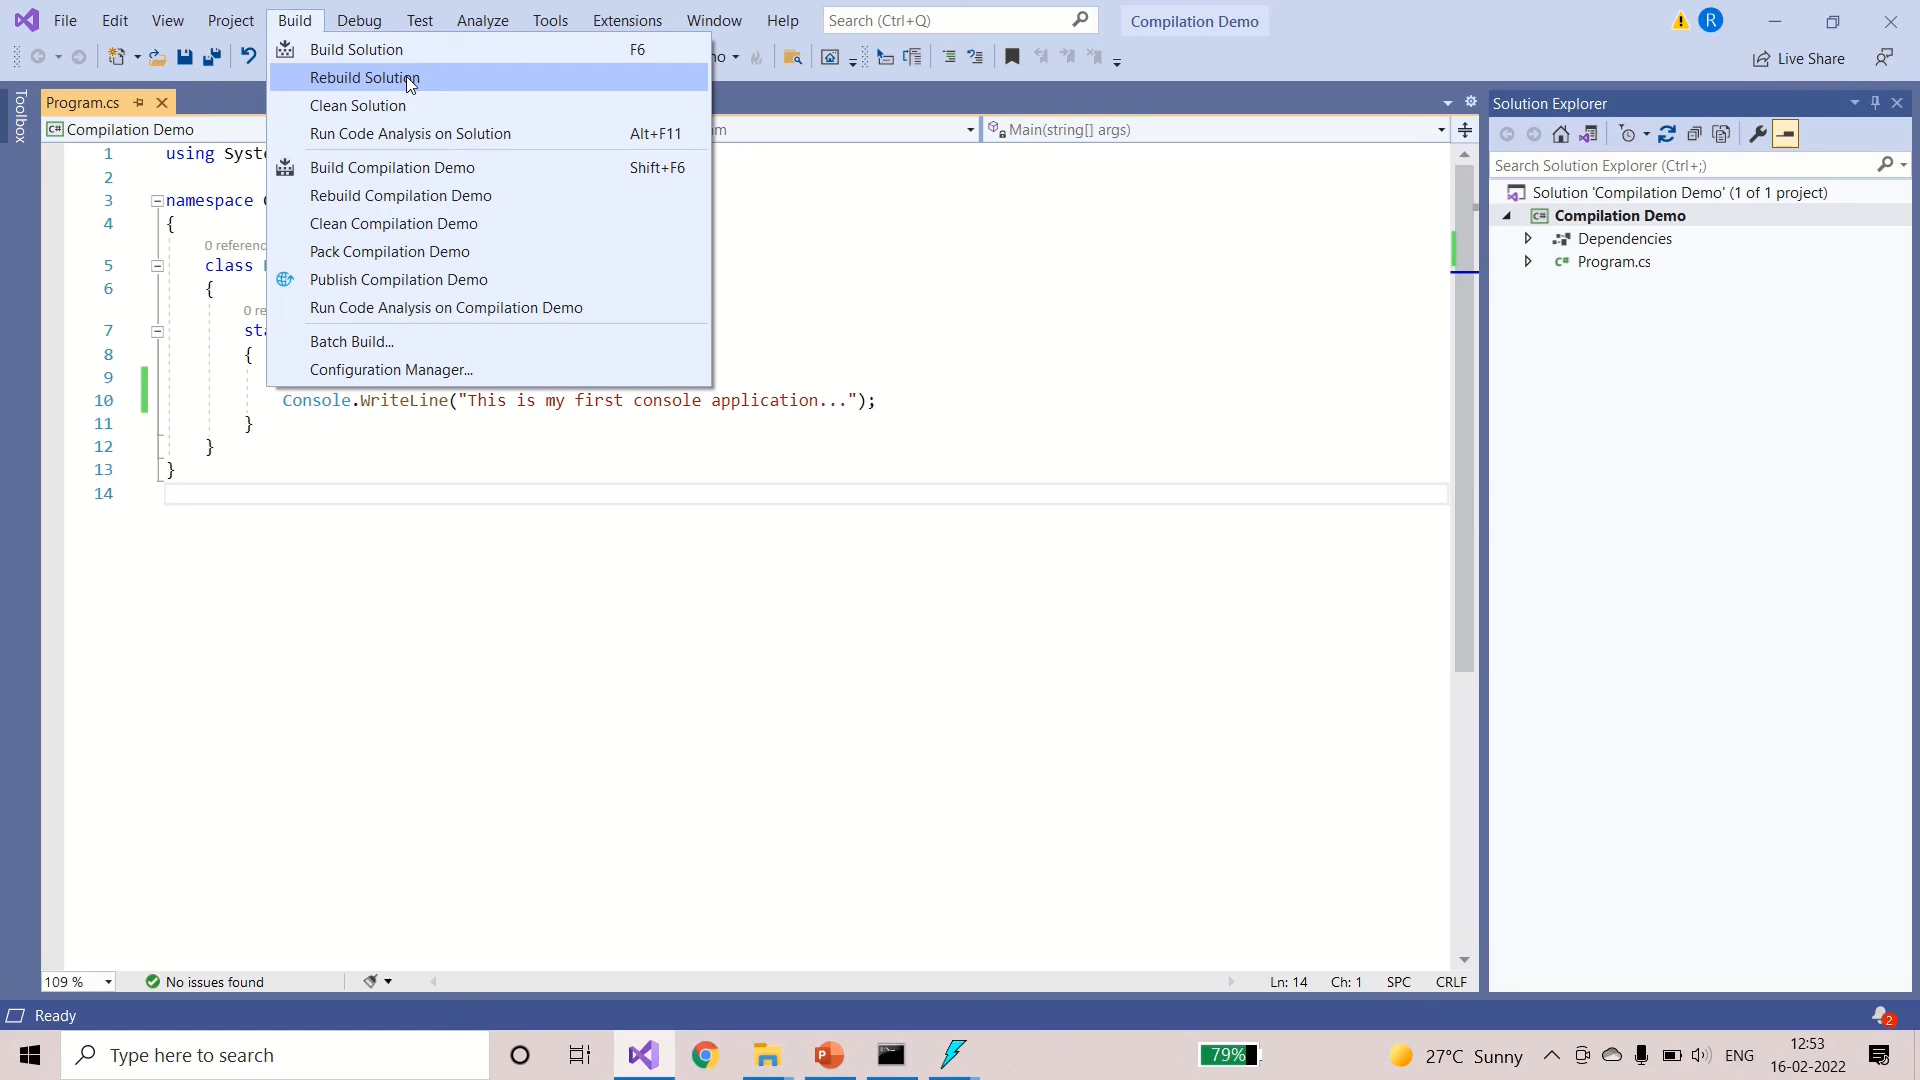 File Edit View Project Build Debug Test Analyze Tools Extensions Window Help Search (Ctrl+Q) Compilation Demo R
Live Share
Build Solution F6
Rebuild Solution
Clean Solution
Run Code Analysis on Solution Alt+F11
Build Compilation Demo Shift+F6
Rebuild Compilation Demo
Clean Compilation Demo
Pack Compilation Demo
Publish Compilation Demo
Run Code Analysis on Compilation Demo
Batch Build...
Configuration Manager...
Toolbox
Program.cs
C# Compilation Demo Main(string[] args)
1 using Syste
2
3 namespace
4 {
0 referenc
5 class
6 {
0 re
7 sta
8 {
9
10 Console.WriteLine("This is my first console application...");
11 }
12 }
13 }
14
Solution Explorer
Search Solution Explorer (Ctrl+;)
Solution 'Compilation Demo' (1 of 1 project)
C# Compilation Demo
Dependencies
C# Program.cs
109 % No issues found Ln: 14 Ch: 1 SPC CRLF
Ready 2
Type here to search 79% 27°C Sunny ENG 12:53
16-02-2022